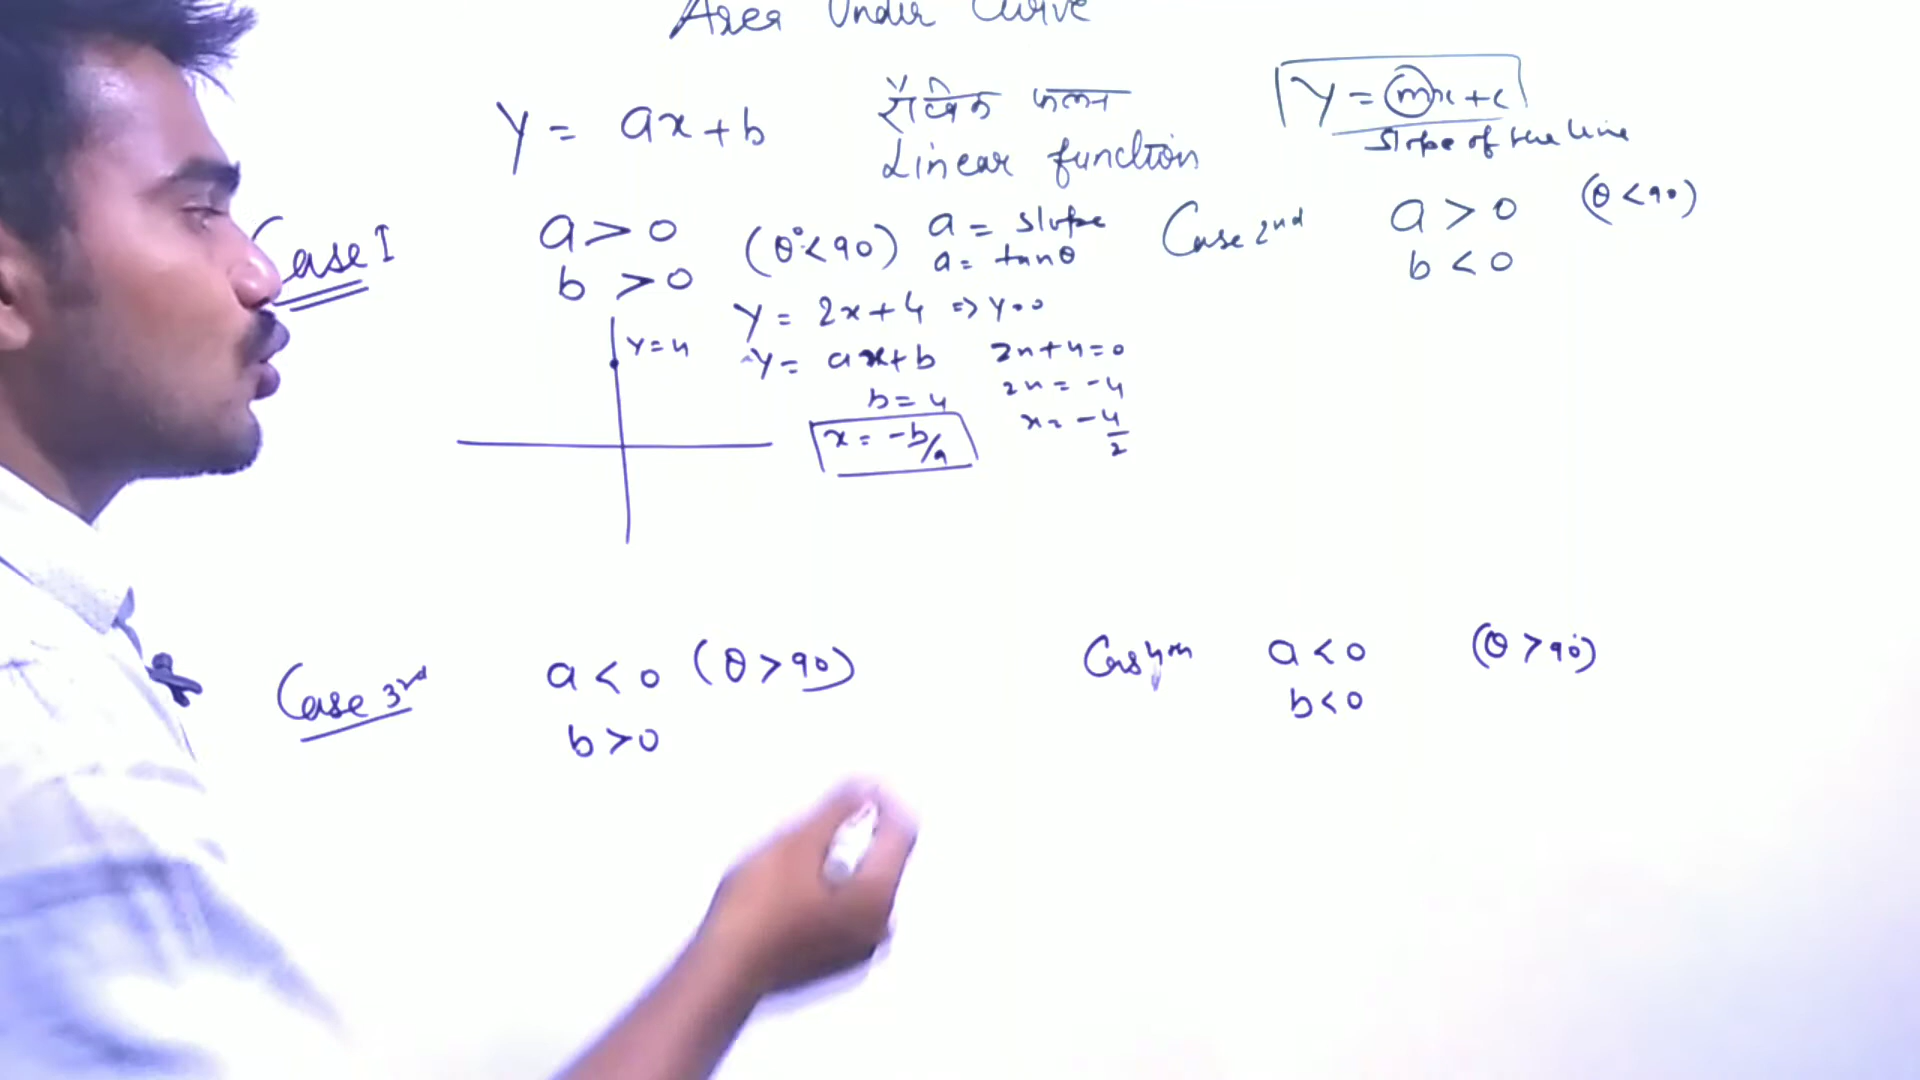 Area Under Curve
y = ax + b
रैखिक फलन
Linear function
y = mx + c
slope of the line
Case I
a > 0 (θ° < 90)
b > 0
a = slope
a = tanθ
y = 2x + 4 => y = 0
y = ax + b
b = 4
x = -b/a
2x + 4 = 0
2x = -4
x = -4/2
y = 4
Case 2nd
a > 0 (θ < 90)
b < 0
Case 3rd
a < 0 (θ > 90)
b > 0
a < 0 (θ > 90°)
b < 0